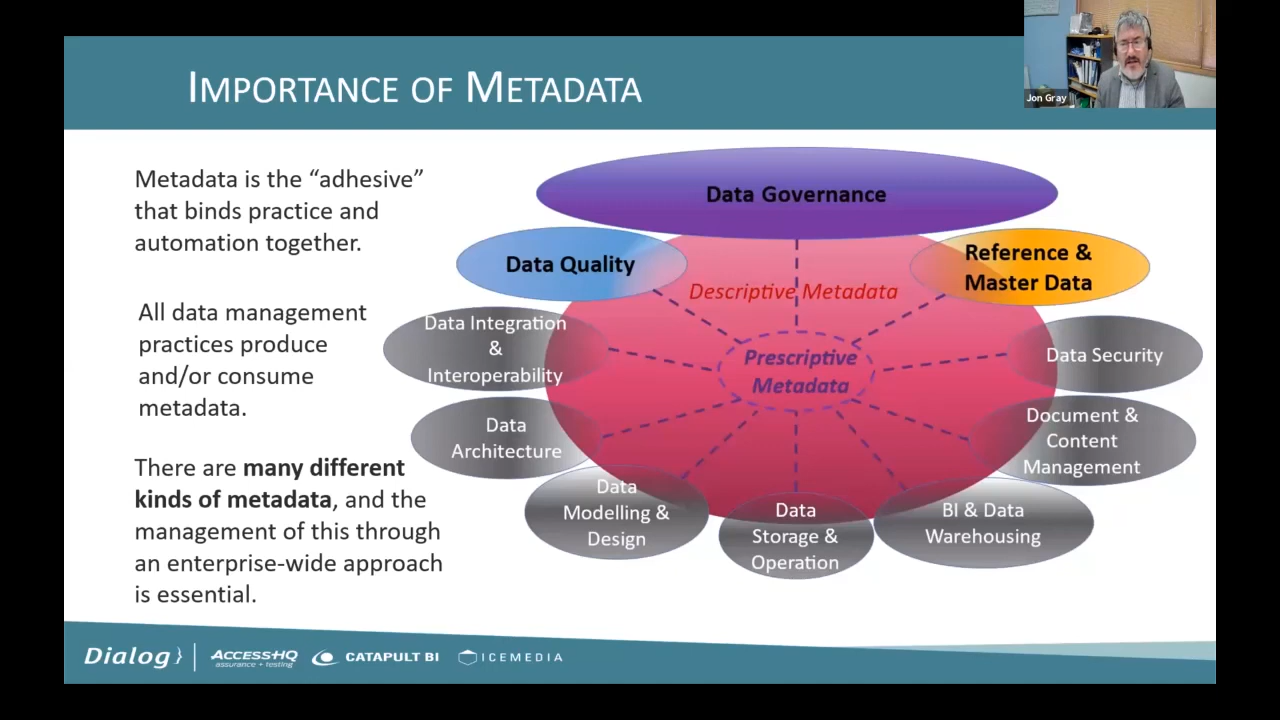 IMPORTANCE OF METADATA
Jon Gray
Metadata is the “adhesive”
that binds practice and
automation together.
All data management
practices produce
and/or consume
metadata.
There are many different
kinds of metadata, and the
management of this through
an enterprise-wide approach
is essential.
Data Governance
Data Quality
Reference &
Master Data
Descriptive Metadata
Prescriptive
Metadata
Data Integration
&
Interoperability
Data Security
Data
Architecture
Document &
Content
Management
Data
Modelling &
Design
Data
Storage &
Operation
BI & Data
Warehousing
Dialog}
ACCESSHQ
assurance + testing
CATAPULT BI
ICEMEDIA